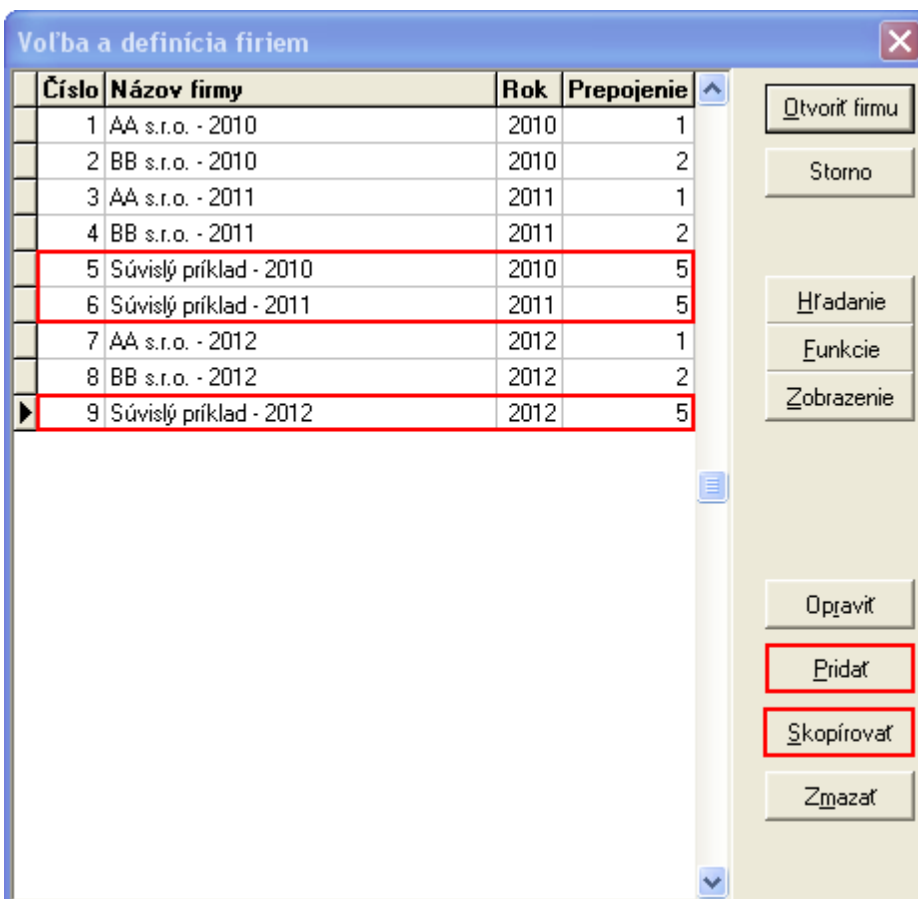 Voľba a definícia firiem
Číslo Názov firmy Rok Prepojenie
1 AA s.r.o. - 2010 2010 1
2 BB s.r.o. - 2010 2010 2
3 AA s.r.o. - 2011 2011 1
4 BB s.r.o. - 2011 2011 2
5 Súvislý príklad - 2010 2010 5
6 Súvislý príklad - 2011 2011 5
7 AA s.r.o. - 2012 2012 1
8 BB s.r.o. - 2012 2012 2
9 Súvislý príklad - 2012 2012 5
Otvoriť firmu
Storno
Hľadanie
Funkcie
Zobrazenie
Opraviť
Pridať
Skopírovať
Zmazať